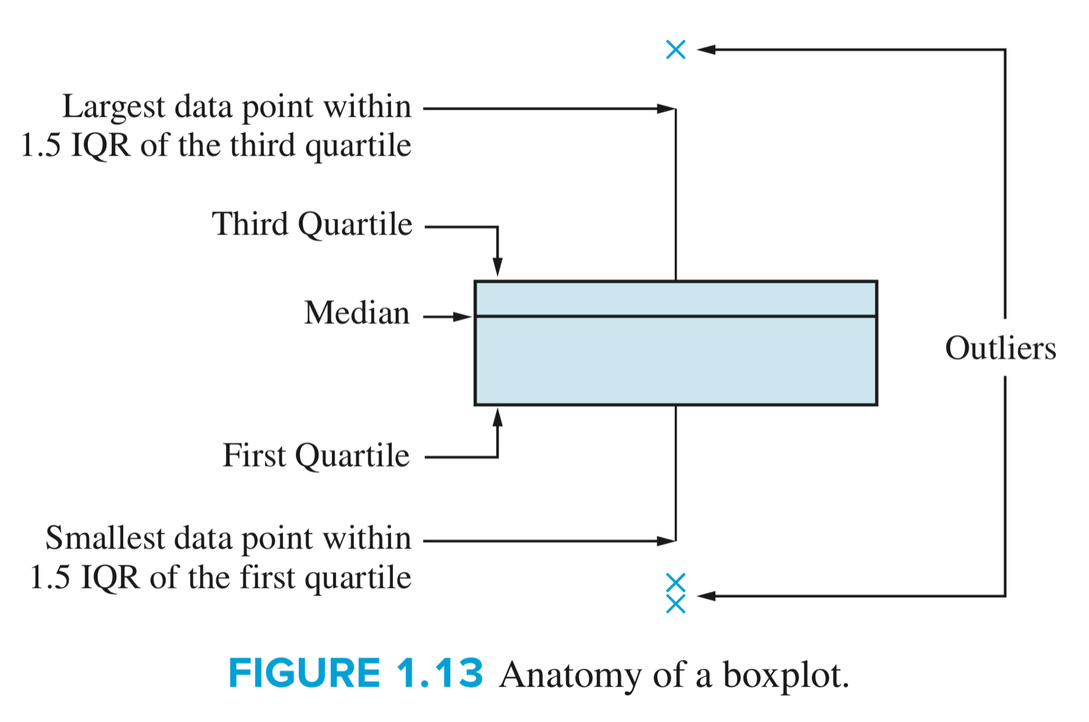 Largest data point within
1.5 IQR of the third quartile
Third Quartile
Median
Outliers
First Quartile
Smallest data point within
1.5 IQR of the first quartile
FIGURE 1.13 Anatomy of a boxplot.